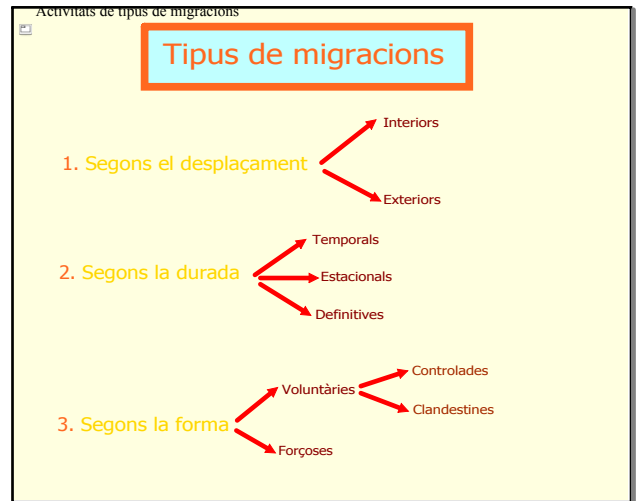 Activitats de tipus de migracions
Tipus de migracions
Interiors
1. Segons el desplaçament
Exteriors
Temporals
2. Segons la durada
Estacionals
Definitives
Controlades
Voluntàries
Clandestines
3. Segons la forma
Forçoses